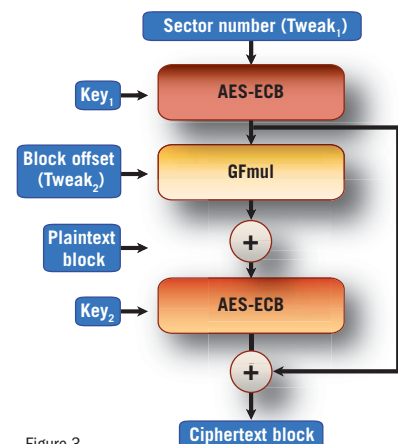 Sector number (Tweak₁)
Key₁
AES-ECB
Block offset
(Tweak₂)
GFmul
Plaintext
block
+
Key₂
AES-ECB
+
Ciphertext block
Figure 3